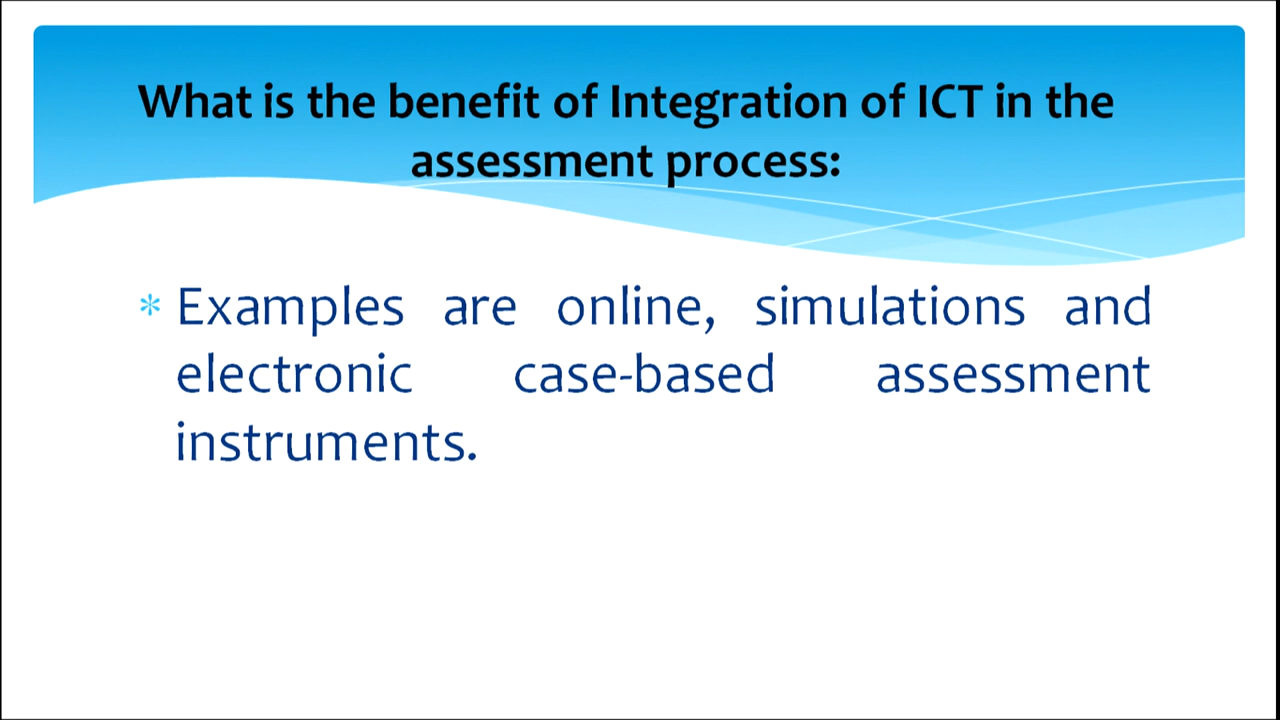 What is the benefit of Integration of ICT in the
assessment process:
* Examples are online, simulations and
electronic case-based assessment
instruments.